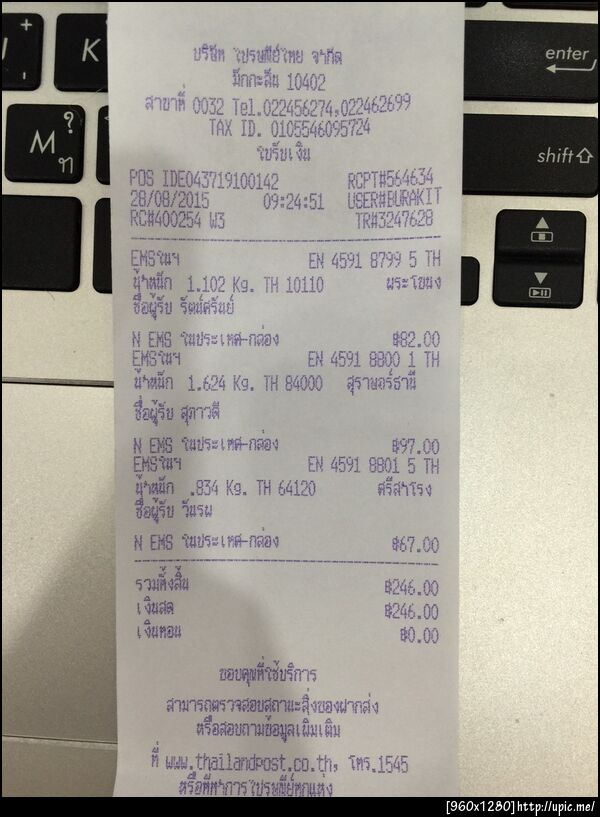 K
M
?
ท
enter
shift
บริษัท ไปรษณีย์ไทย จำกัด
มักกะสัน 10402
สาขาที่ 0032 Tel.022456274,022462699
TAX ID. 0105546095724
ใบรับเงิน
POS IDE043719100142 RCPT#564634
28/08/2015 09:24:51 USER#BURAKIT
RC#400254 W3 TR#3247628
EMSในฯ EN 4591 8799 5 TH
น้ำหนัก 1.102 Kg. TH 10110 พระโขนง
ชื่อผู้รับ รัตน์ศรันย์
N EMS ในประเทศ-กล่อง ฿82.00
EMSในฯ EN 4591 8800 1 TH
น้ำหนัก 1.624 Kg. TH 84000 สุราษฎร์ธานี
ชื่อผู้รับ สุภาวดี
N EMS ในประเทศ-กล่อง ฿97.00
EMSในฯ EN 4591 8801 5 TH
น้ำหนัก .834 Kg. TH 64120 ศรีสำโรง
ชื่อผู้รับ วันรพ
N EMS ในประเทศ-กล่อง ฿67.00
รวมทั้งสิ้น ฿246.00
เงินสด ฿246.00
เงินทอน ฿0.00
ขอบคุณที่ใช้บริการ
สามารถตรวจสอบสถานะสิ่งของฝากส่ง
หรือสอบถามข้อมูลเพิ่มเติม
ที่ www.thailandpost.co.th, โทร.1545
หรือที่ทำการไปรษณีย์ทุกแห่ง
[960x1280] http://upic.me/